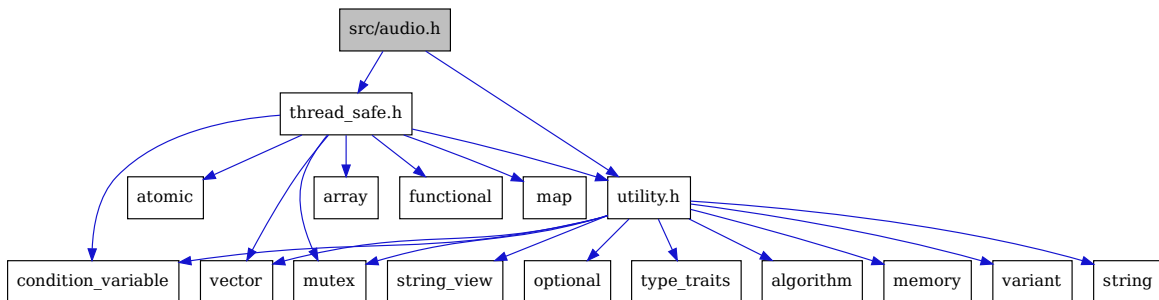 src/audio.h
thread_safe.h
atomic
array
functional
map
utility.h
condition_variable
vector
mutex
string_view
optional
type_traits
algorithm
memory
variant
string